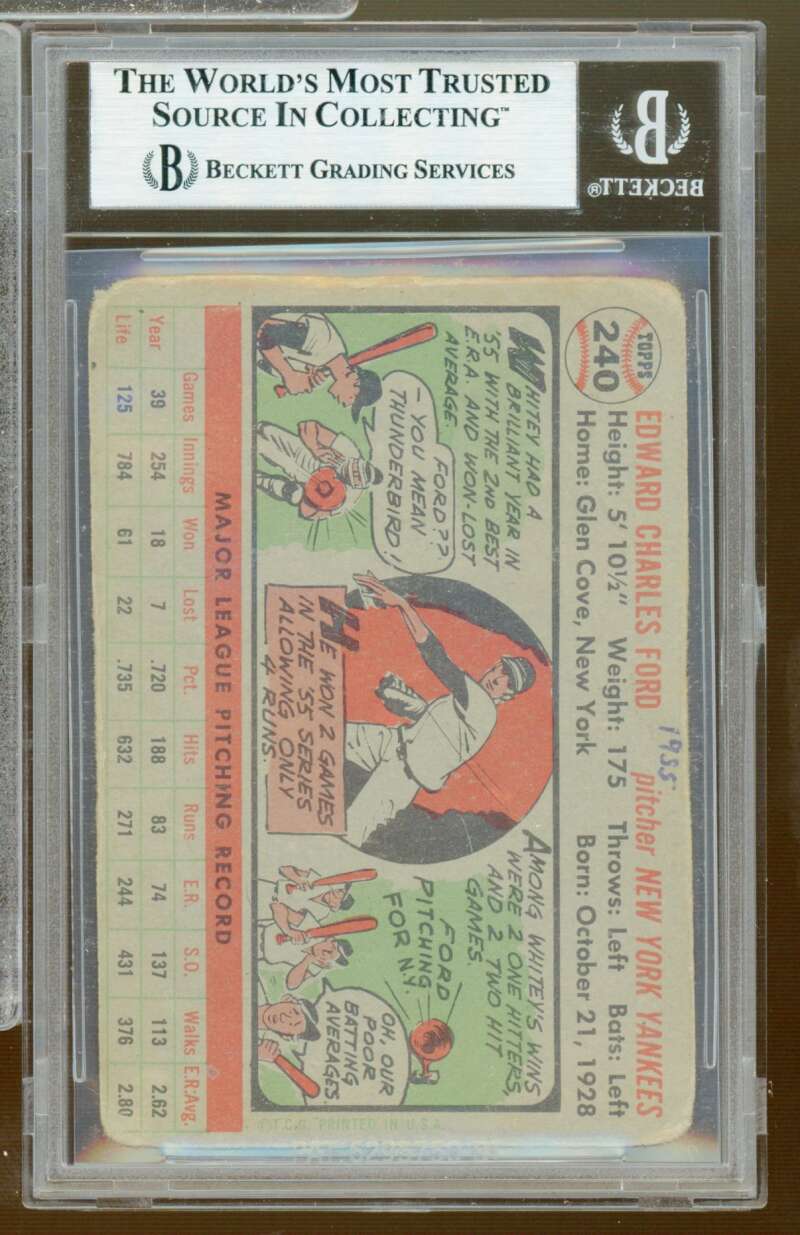 THE WORLD'S MOST TRUSTED
SOURCE IN COLLECTING™
B BECKETT GRADING SERVICES
B
BECKETT®
TOPPS
240
EDWARD CHARLES FORD pitcher NEW YORK YANKEES
1955
Height: 5' 10½" Weight: 175 Throws: Left Bats: Left
Home: Glen Cove, New York Born: October 21, 1928
WHITEY HAD A
BRILLIANT YEAR IN
'55 WITH THE 2ND BEST
E.R.A. AND WON-LOST
AVERAGE.
FORD??
- YOU MEAN
THUNDERBIRD!
HE WON 2 GAMES
IN THE '55 SERIES
ALLOWING ONLY
4 RUNS.
AMONG WHITEY'S WINS
WERE 2 ONE HITTERS,
AND 2 TWO HIT
GAMES.
FORD
PITCHING
FOR N.Y.
OH, OUR
POOR
BATTING
AVERAGES.
MAJOR LEAGUE PITCHING RECORD
Games Innings Won Lost Pct. Hits Runs E.R. S.O. Walks E.R.Avg.
Year 39 254 18 7 .720 188 83 74 137 113 2.62
Life 125 784 61 22 .735 632 271 244 431 376 2.80
T.C.G. PRINTED IN U.S.A.